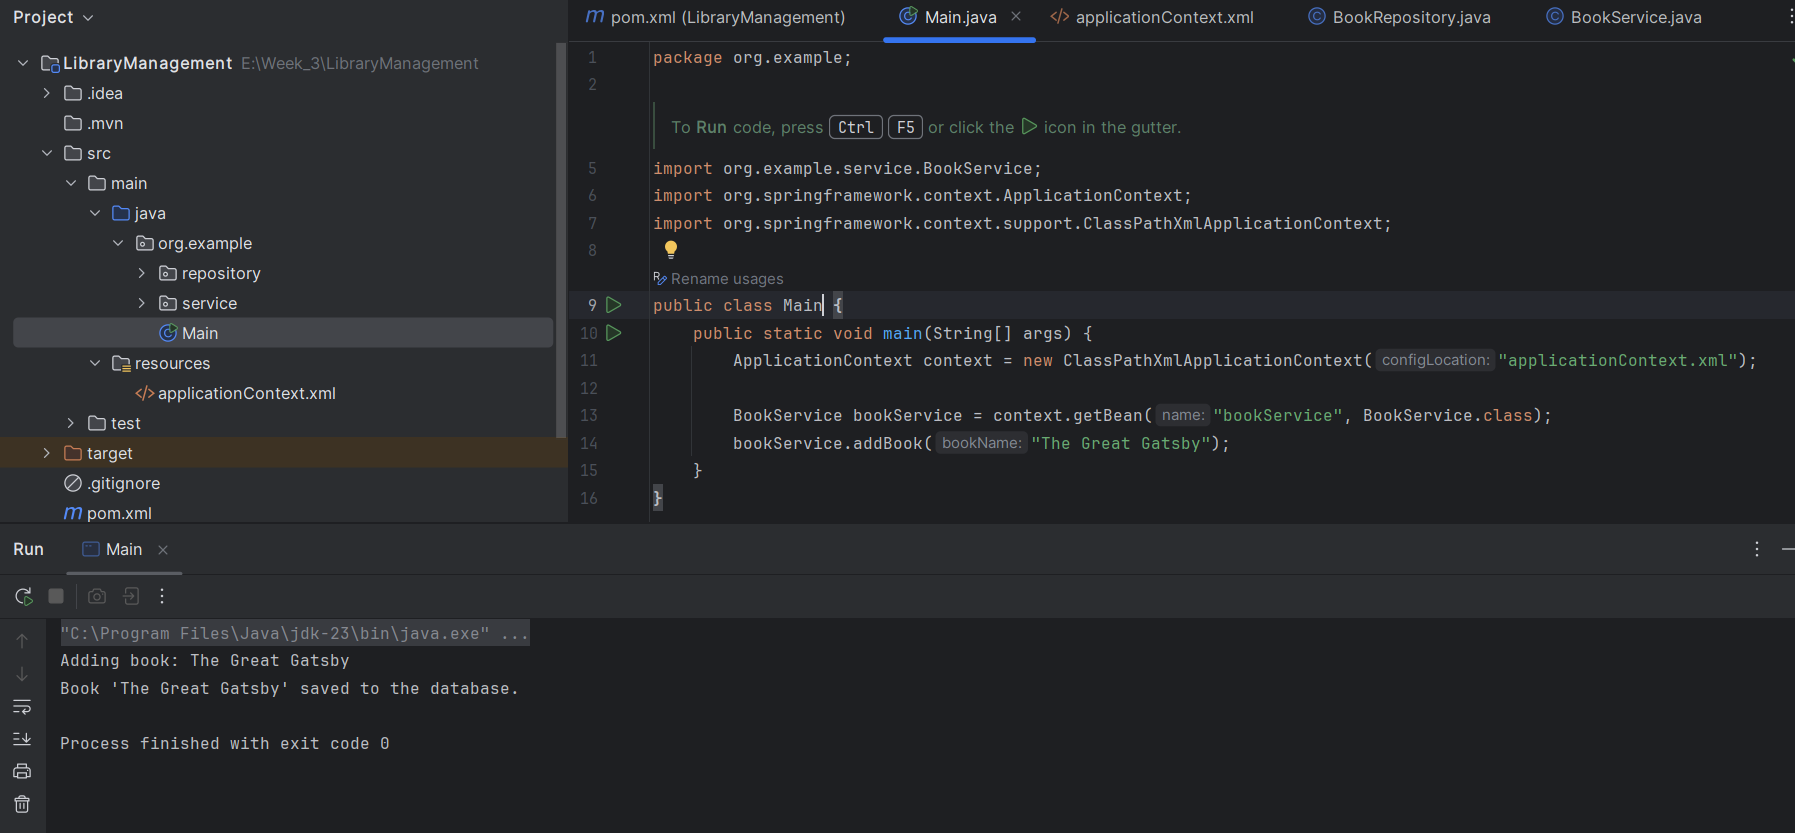 Project
LibraryManagement E:\Week_3\LibraryManagement
.idea
.mvn
src
main
java
org.example
repository
service
Main
resources
applicationContext.xml
test
target
.gitignore
pom.xml
pom.xml (LibraryManagement) Main.java applicationContext.xml BookRepository.java BookService.java
1 package org.example;
2
To Run code, press Ctrl F5 or click the icon in the gutter.
5 import org.example.service.BookService;
6 import org.springframework.context.ApplicationContext;
7 import org.springframework.context.support.ClassPathXmlApplicationContext;
8
Rename usages
9 public class Main {
10 public static void main(String[] args) {
11 ApplicationContext context = new ClassPathXmlApplicationContext( configLocation: "applicationContext.xml");
12
13 BookService bookService = context.getBean( name: "bookService", BookService.class);
14 bookService.addBook( bookName: "The Great Gatsby");
15 }
16 }
Run Main
"C:\Program Files\Java\jdk-23\bin\java.exe" ...
Adding book: The Great Gatsby
Book 'The Great Gatsby' saved to the database.
Process finished with exit code 0